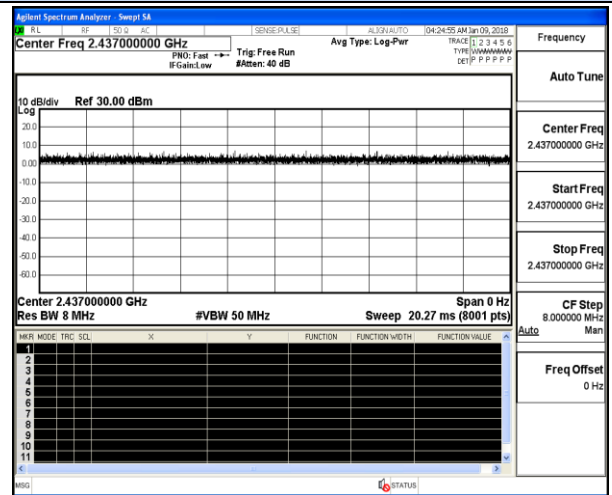 Agilent Spectrum Analyzer - Swept SA
RL RF 50 Ω AC SENSE:PULSE ALIGN AUTO 04:24:55 AM Jan 09, 2018
Center Freq 2.437000000 GHz
PNO: Fast
IFGain:Low
Trig: Free Run
#Atten: 40 dB
Avg Type: Log-Pwr
TRACE 1 2 3 4 5 6
TYPE
DET P P P P P P
10 dB/div Ref 30.00 dBm
Log
20.0
10.0
0.00
-10.0
-20.0
-30.0
-40.0
-50.0
-60.0
Center 2.437000000 GHz Span 0 Hz
Res BW 8 MHz #VBW 50 MHz Sweep 20.27 ms (8001 pts)
MKR MODE TRC SCL X Y FUNCTION FUNCTION WIDTH FUNCTION VALUE
1
2
3
4
5
6
7
8
9
10
11
MSG STATUS
Frequency
Auto Tune
Center Freq
2.437000000 GHz
Start Freq
2.437000000 GHz
Stop Freq
2.437000000 GHz
CF Step
8.000000 MHz
Auto Man
Freq Offset
0 Hz